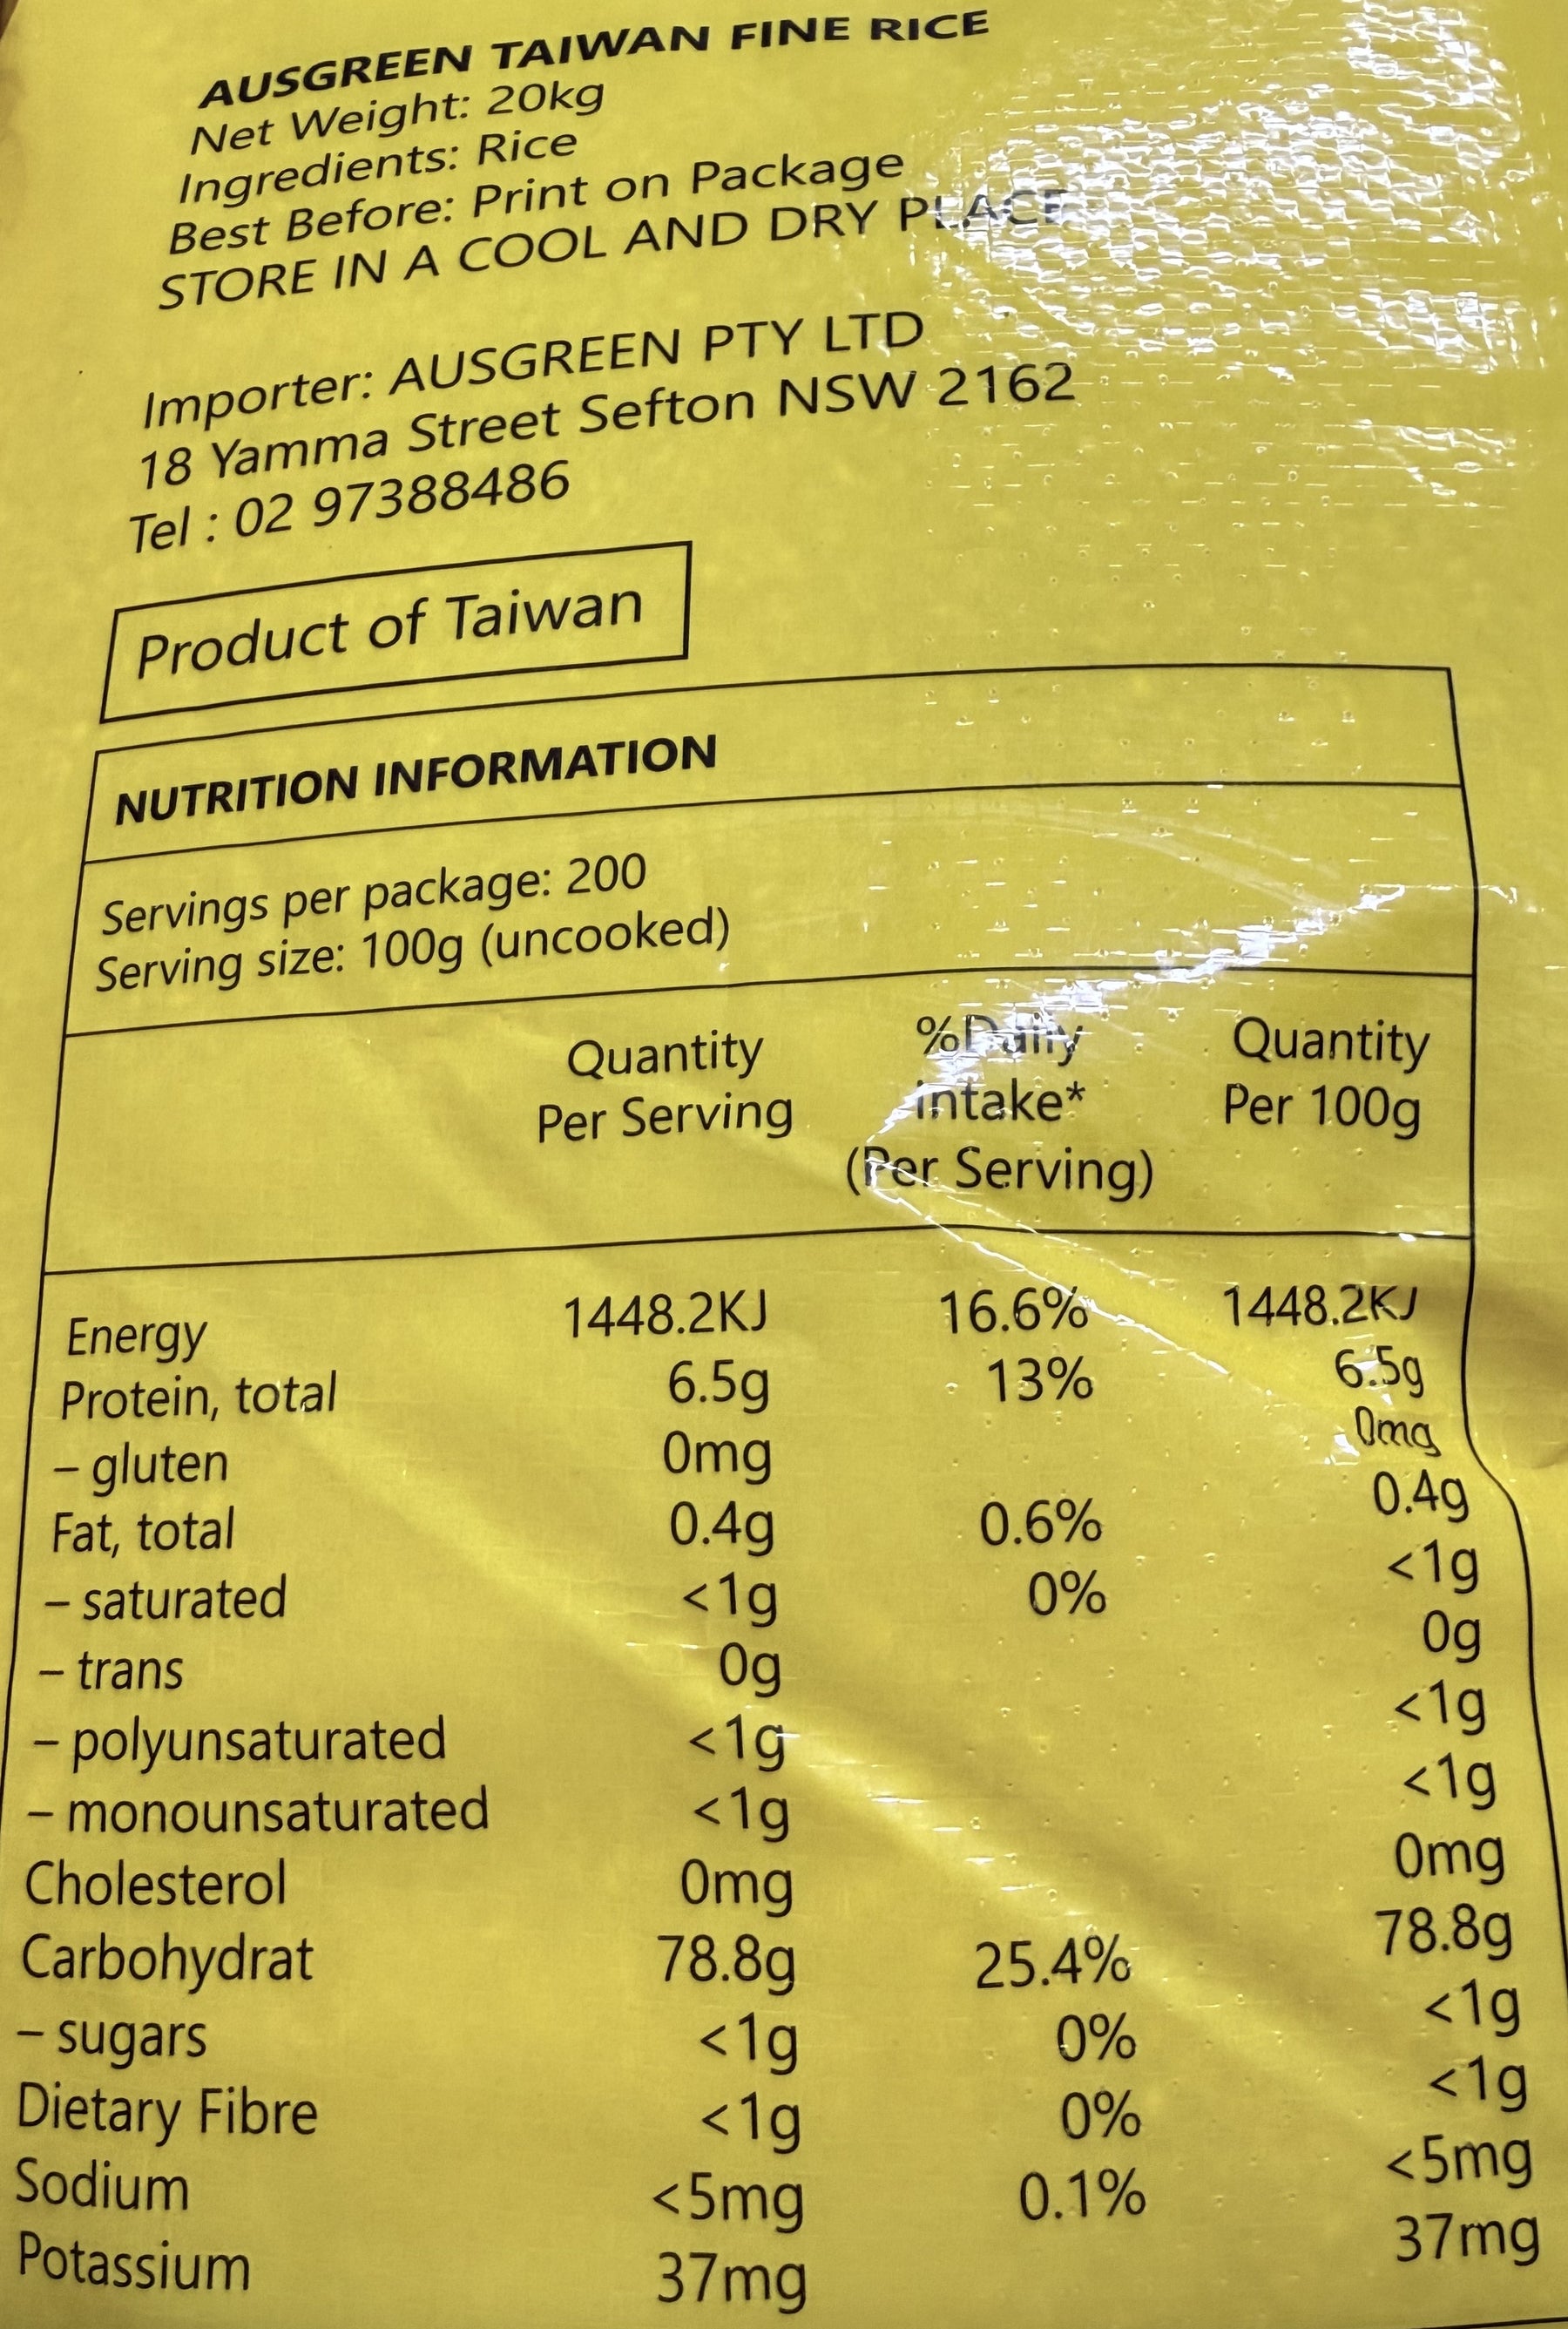 AUSGREEN TAIWAN FINE RICE
Net Weight: 20kg
Ingredients: Rice
Best Before: Print on Package
STORE IN A COOL AND DRY PLACE
Importer: AUSGREEN PTY LTD
18 Yamma Street Sefton NSW 2162
Tel : 02 97388486
Product of Taiwan
NUTRITION INFORMATION
Servings per package: 200
Serving size: 100g (uncooked)
Quantity %Daily Quantity
Per Serving intake* Per 100g
(Per Serving)
Energy 1448.2KJ 16.6% 1448.2KJ
Protein, total 6.5g 13% 6.5g
– gluten 0mg 0mg
Fat, total 0.4g 0.6% 0.4g
– saturated <1g 0% <1g
– trans 0g 0g
– polyunsaturated <1g <1g
– monounsaturated <1g <1g
Cholesterol 0mg 0mg
Carbohydrat 78.8g 25.4% 78.8g
– sugars <1g 0% <1g
Dietary Fibre <1g 0% <1g
Sodium <5mg 0.1% <5mg
Potassium 37mg 37mg